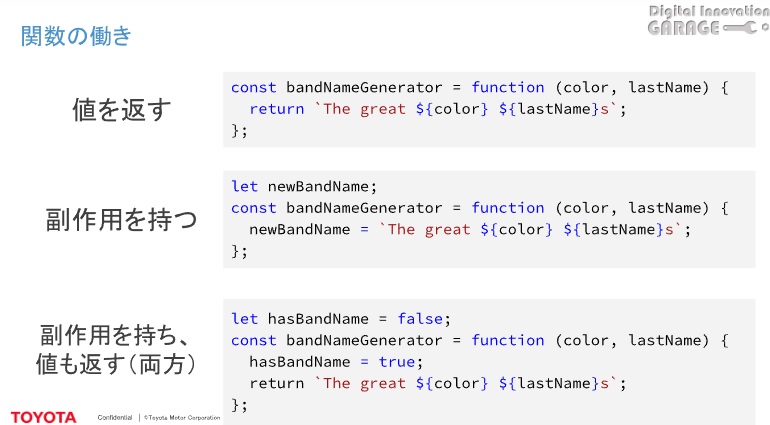 Digital Innovation
GARAGE
関数の働き
値を返す
const bandNameGenerator = function (color, lastName) {
  return `The great ${color} ${lastName}s`;
};
副作用を持つ
let newBandName;
const bandNameGenerator = function (color, lastName) {
  newBandName = `The great ${color} ${lastName}s`;
};
副作用を持ち、
値も返す（両方）
let hasBandName = false;
const bandNameGenerator = function (color, lastName) {
  hasBandName = true;
  return `The great ${color} ${lastName}s`;
};
TOYOTA Confidential | ©Toyota Motor Corporation